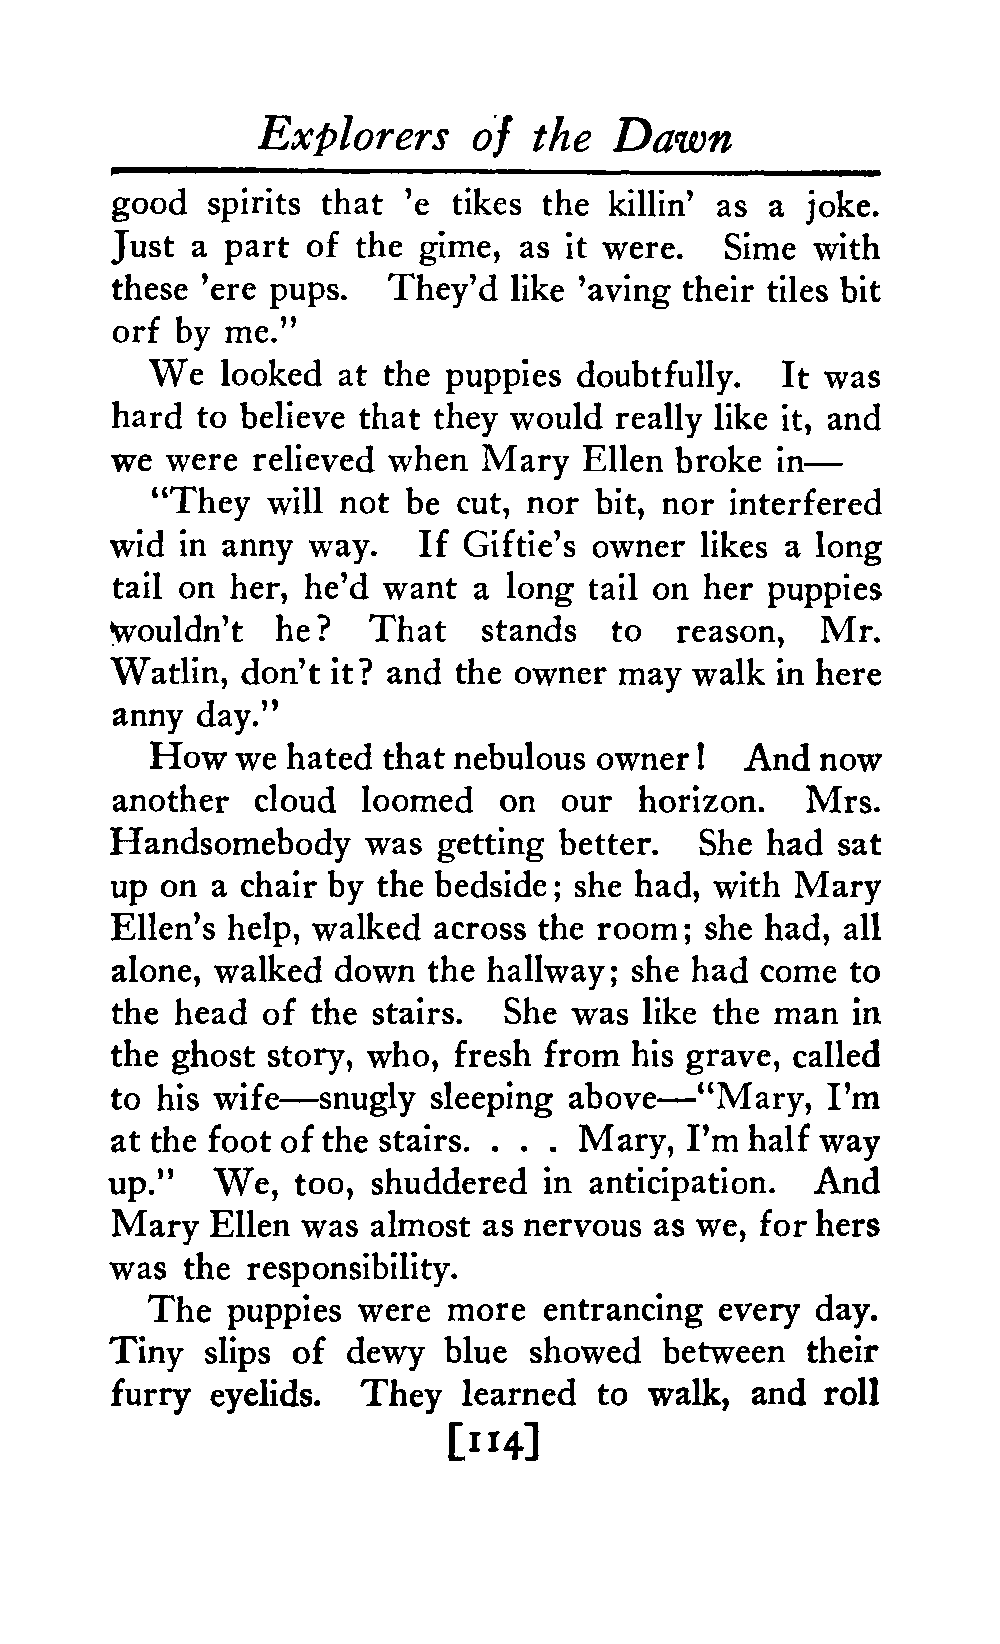 Explorers of the Dawn
good spirits that 'e tikes the killin' as a joke.
Just a part of the gime, as it were. Sime with
these 'ere pups. They'd like 'aving their tiles bit
orf by me."
We looked at the puppies doubtfully. It was
hard to believe that they would really like it, and
we were relieved when Mary Ellen broke in—
"They will not be cut, nor bit, nor interfered
wid in anny way. If Giftie's owner likes a long
tail on her, he'd want a long tail on her puppies
wouldn't he? That stands to reason, Mr.
Watlin, don't it? and the owner may walk in here
anny day."
How we hated that nebulous owner! And now
another cloud loomed on our horizon. Mrs.
Handsomebody was getting better. She had sat
up on a chair by the bedside; she had, with Mary
Ellen's help, walked across the room; she had, all
alone, walked down the hallway; she had come to
the head of the stairs. She was like the man in
the ghost story, who, fresh from his grave, called
to his wife—snugly sleeping above—"Mary, I'm
at the foot of the stairs. . . . Mary, I'm half way
up." We, too, shuddered in anticipation. And
Mary Ellen was almost as nervous as we, for hers
was the responsibility.
The puppies were more entrancing every day.
Tiny slips of dewy blue showed between their
furry eyelids. They learned to walk, and roll
[114]